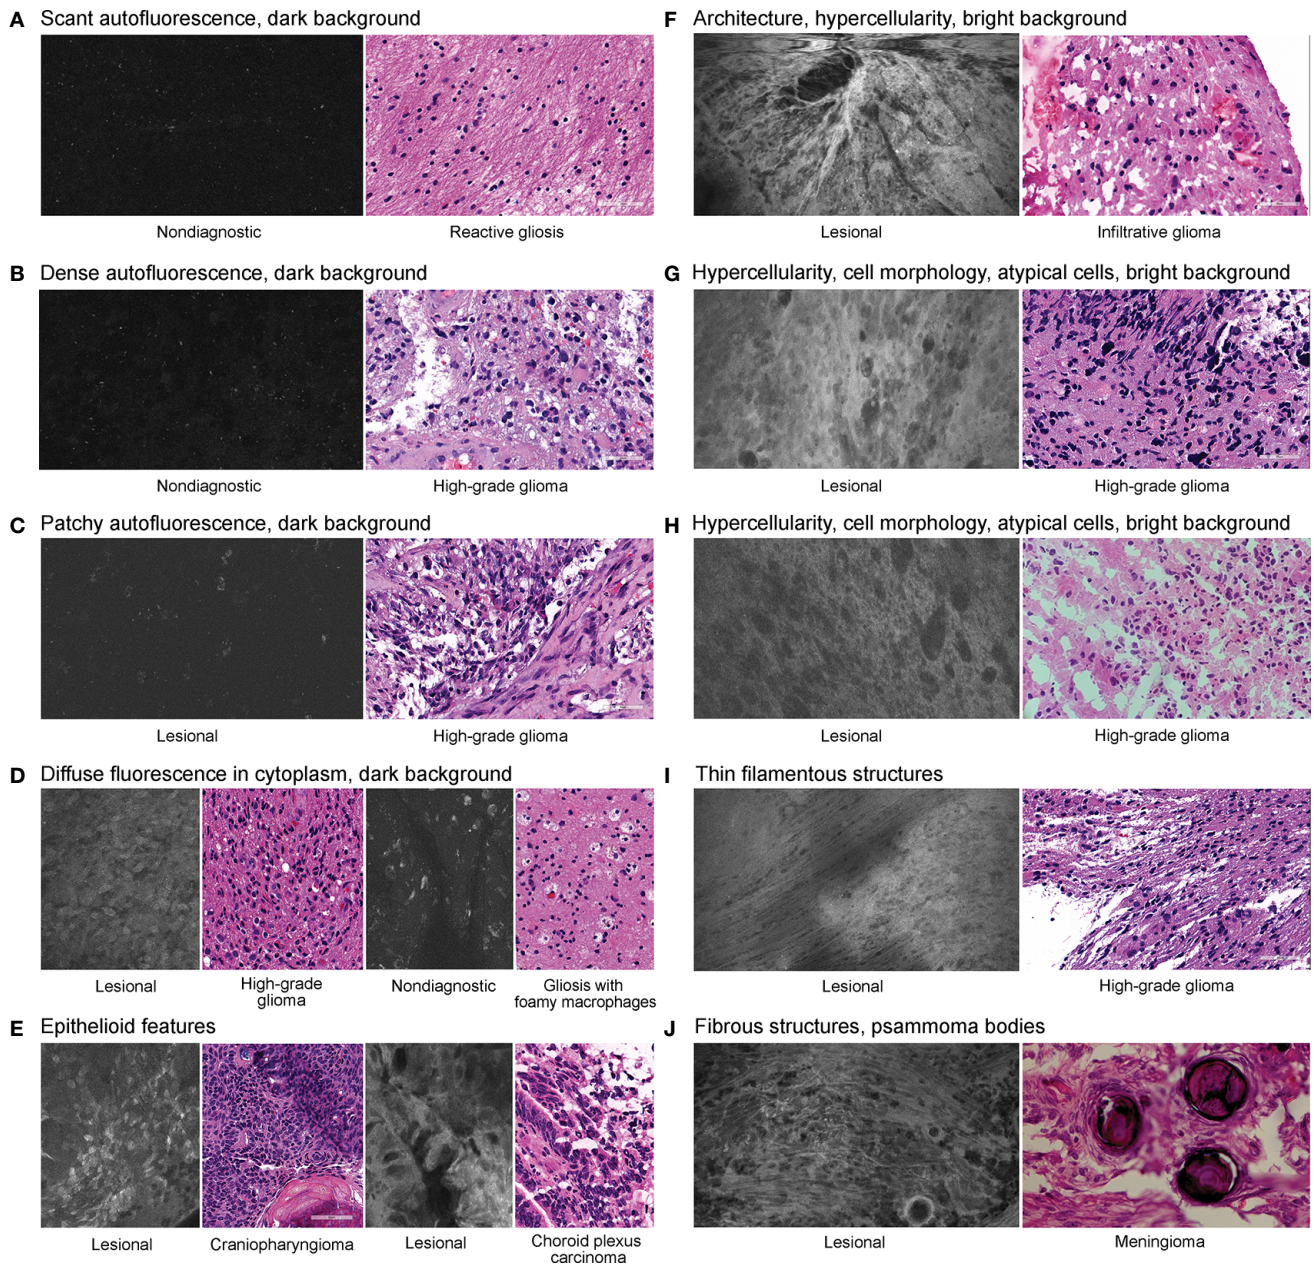 A Scant autofluorescence, dark background
Nondiagnostic
Reactive gliosis
B Dense autofluorescence, dark background
Nondiagnostic
High-grade glioma
C Patchy autofluorescence, dark background
Lesional
High-grade glioma
D Diffuse fluorescence in cytoplasm, dark background
Lesional
High-grade
glioma
Nondiagnostic
Gliosis with
foamy macrophages
E Epithelioid features
Lesional
Craniopharyngioma
Lesional
Choroid plexus
carcinoma
F Architecture, hypercellularity, bright background
Lesional
Infiltrative glioma
G Hypercellularity, cell morphology, atypical cells, bright background
Lesional
High-grade glioma
H Hypercellularity, cell morphology, atypical cells, bright background
Lesional
High-grade glioma
I Thin filamentous structures
Lesional
High-grade glioma
J Fibrous structures, psammoma bodies
Lesional
Meningioma